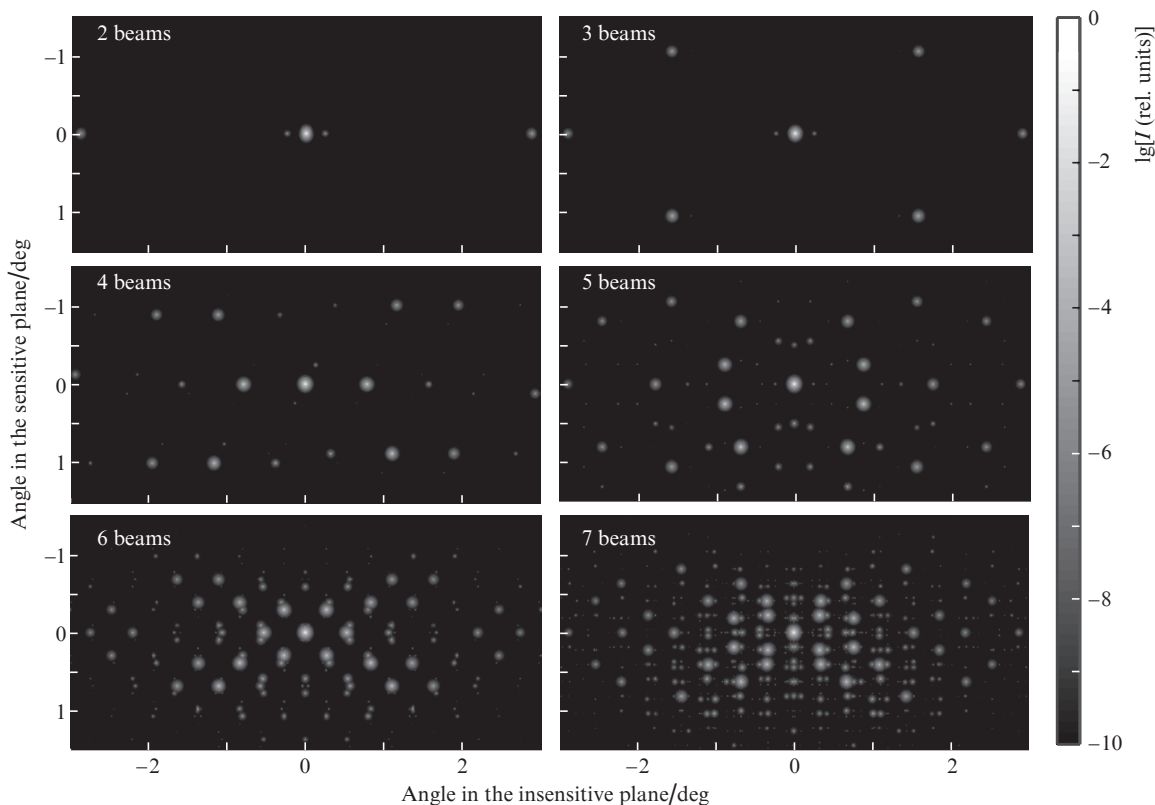 2 beams
3 beams
4 beams
5 beams
6 beams
7 beams
–1
0
1
–1
0
1
–1
0
1
–2
0
2
–2
0
2
Angle in the sensitive plane/deg
Angle in the insensitive plane/deg
0
–2
–4
–6
–8
–10
lg[I (rel. units)]